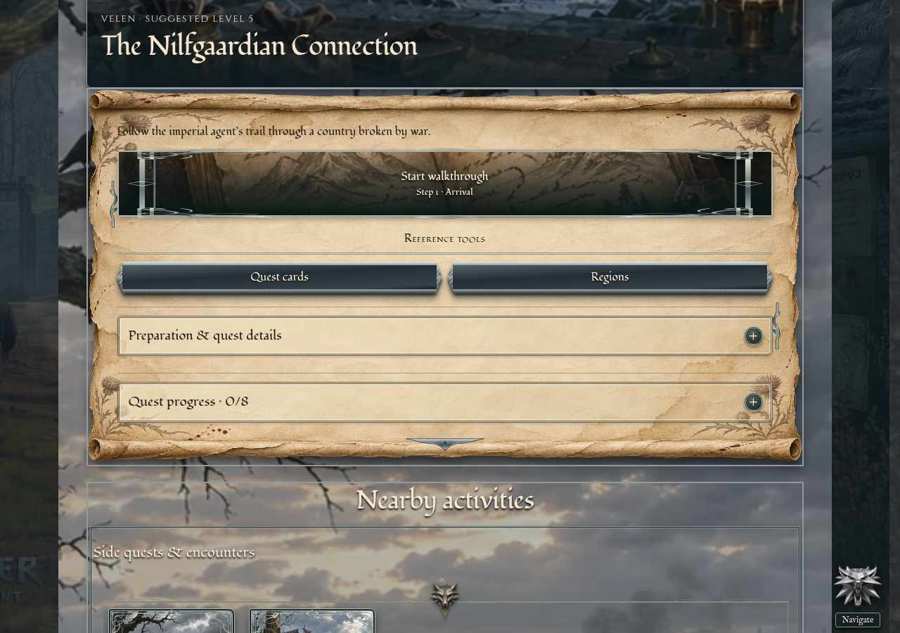 VELEN · SUGGESTED LEVEL 5
The Nilfgaardian Connection
Follow the imperial agent's trail through a country broken by war.
Start walkthrough
Step 1 · Arrival
Reference tools
Quest cards
Regions
Preparation & quest details
Quest progress · 0/8
Nearby activities
Side quests & encounters
Navigate